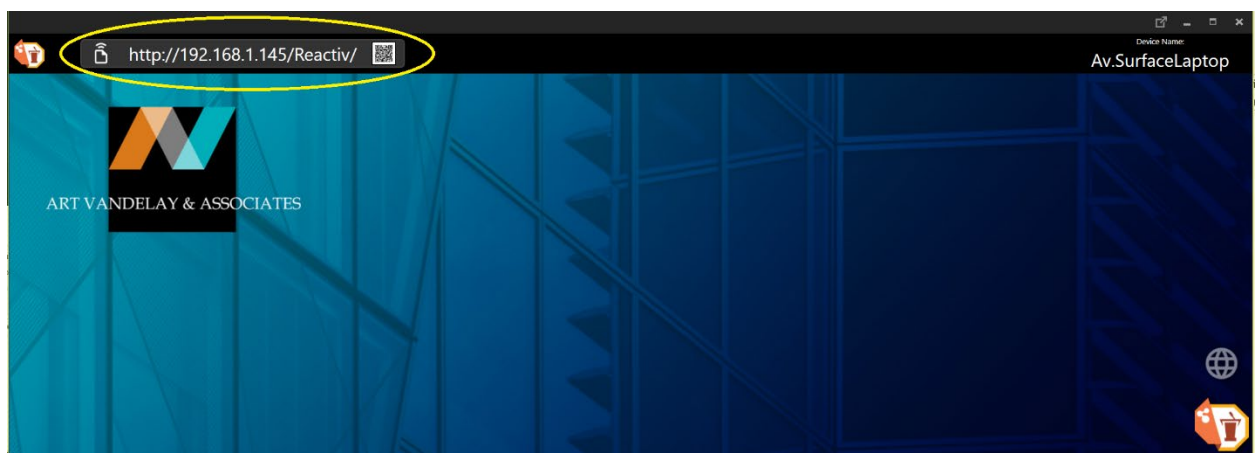 http://192.168.1.145/Reactiv/
Device Name:
Av.SurfaceLaptop
ART VANDELAY & ASSOCIATES